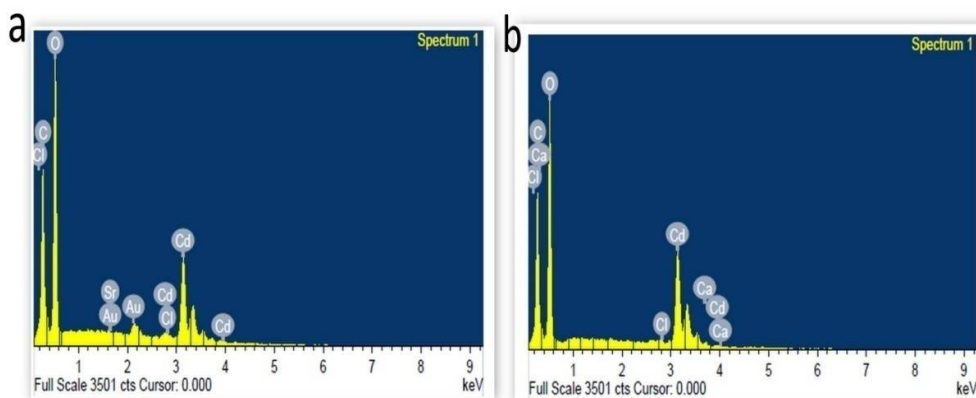 a
Spectrum 1
O
C
Cl
Cd
Sr
Au
Au
Cd
Cl
Cd
1 2 3 4 5 6 7 8 9
Full Scale 3501 cts Cursor: 0.000 keV
b
Spectrum 1
O
C
Ca
Cl
Cd
Ca
Cd
Cl
Ca
1 2 3 4 5 6 7 8 9
Full Scale 3501 cts Cursor: 0.000 keV